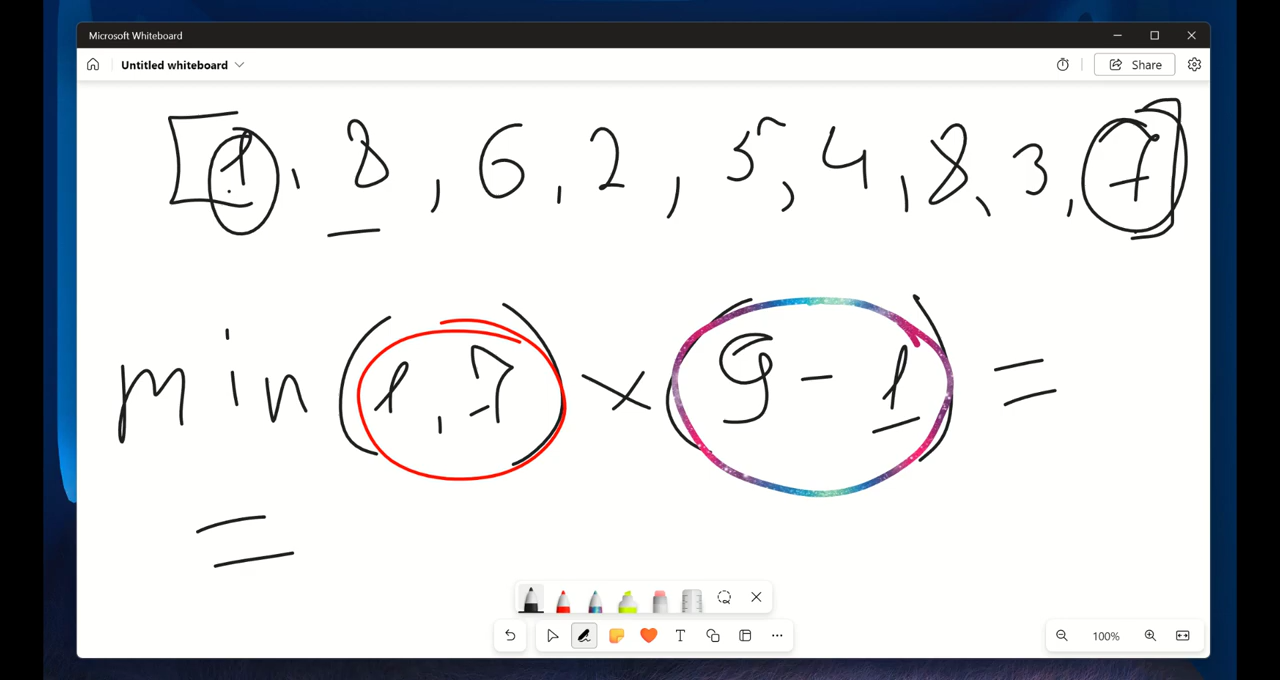 Microsoft Whiteboard
Untitled whiteboard
Share
[1, 8, 6, 2, 5, 4, 8, 3, 7]
min (1, 7) × (9 - 1) =
=
T
100%